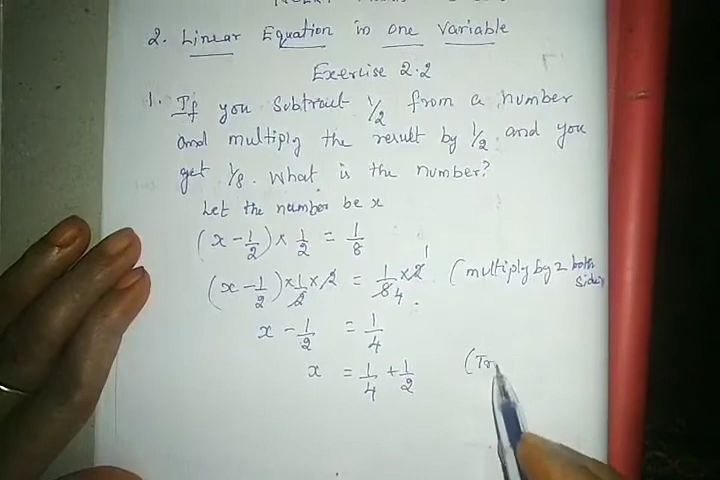 2. Linear Equation in one variable
Exercise 2.2
1. If you Subtract 1/2 from a number
and multiply the result by 1/2 and you
get 1/8. What is the number?
Let the number be x
(x - 1/2) × 1/2 = 1/8
(x - 1/2) × 1/2 × 2 = 1/8 4 × 2 1 (multiply by 2 both sides)
x - 1/2 = 1/4
x = 1/4 + 1/2 (Tr